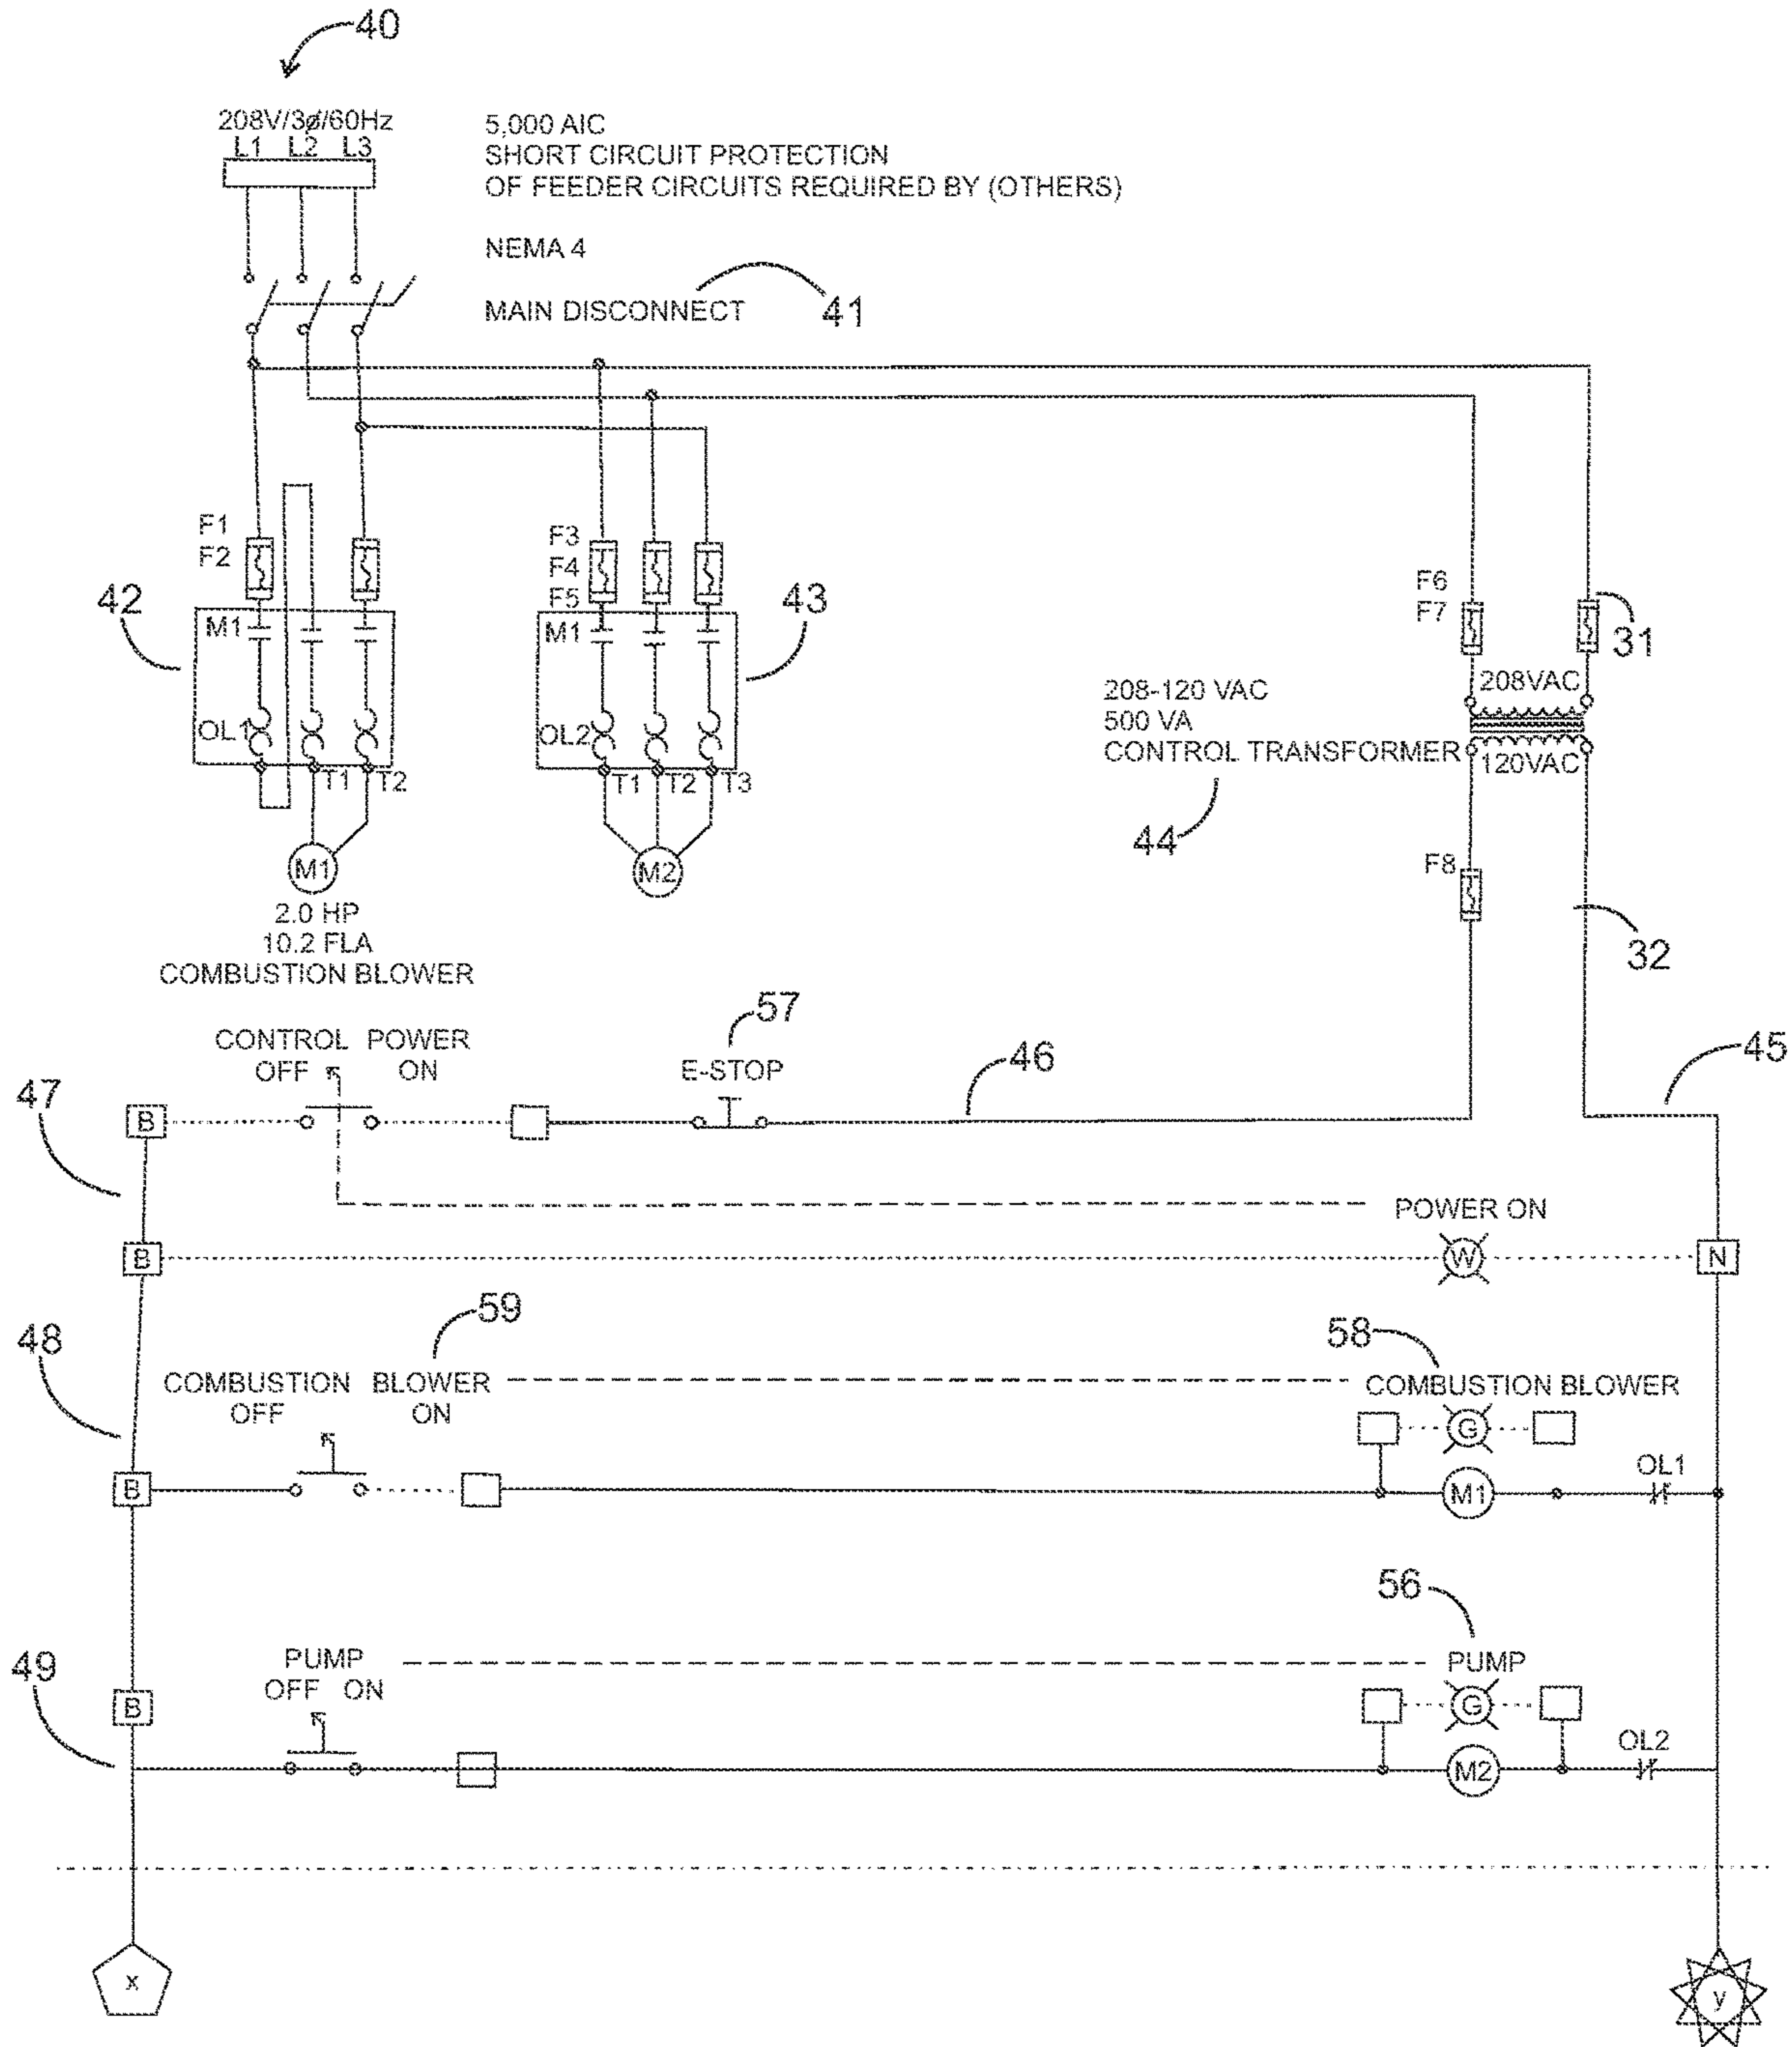 40
208V/3ø/60Hz
L1 L2 L3
5,000 AIC
SHORT CIRCUIT PROTECTION
OF FEEDER CIRCUITS REQUIRED BY (OTHERS)
NEMA 4
MAIN DISCONNECT
41
F1
F2
F3
F4
F5
F6
F7
42
43
31
M1
M1
OL1
OL2
208-120 VAC
500 VA
CONTROL TRANSFORMER
208VAC
120VAC
44
T1 T2
T1 T2 T3
M1
M2
F8
32
2.0 HP
10.2 FLA
COMBUSTION BLOWER
CONTROL POWER
OFF ON
57
E-STOP
46
45
47
B
POWER ON
B
W
N
59
48
58
COMBUSTION BLOWER
OFF ON
COMBUSTION BLOWER
G
OL1
B
M1
56
49
PUMP
OFF ON
PUMP
B
G
OL2
M2
x
y